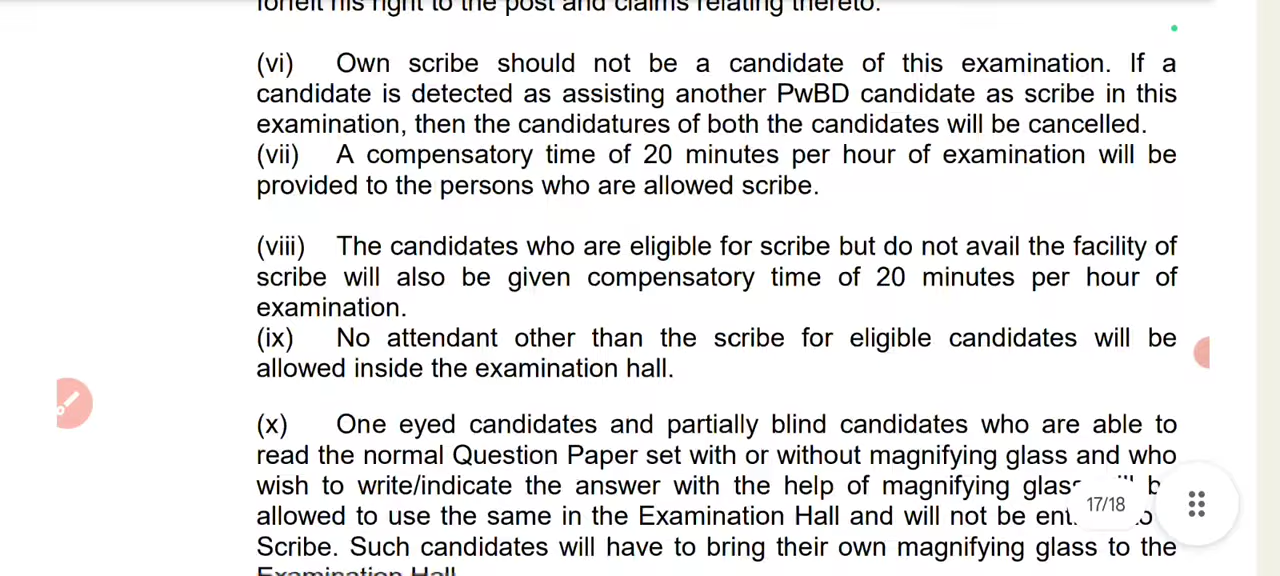 forfeit his right to the post and claims relating thereto.
(vi) Own scribe should not be a candidate of this examination. If a
candidate is detected as assisting another PwBD candidate as scribe in this
examination, then the candidatures of both the candidates will be cancelled.
(vii) A compensatory time of 20 minutes per hour of examination will be
provided to the persons who are allowed scribe.
(viii) The candidates who are eligible for scribe but do not avail the facility of
scribe will also be given compensatory time of 20 minutes per hour of
examination.
(ix) No attendant other than the scribe for eligible candidates will be
allowed inside the examination hall.
(x) One eyed candidates and partially blind candidates who are able to
read the normal Question Paper set with or without magnifying glass and who
wish to write/indicate the answer with the help of magnifying
allowed to use the same in the Examination Hall and will not be
17/18
Scribe. Such candidates will have to bring their own magnifying glass to the
Examination Hall